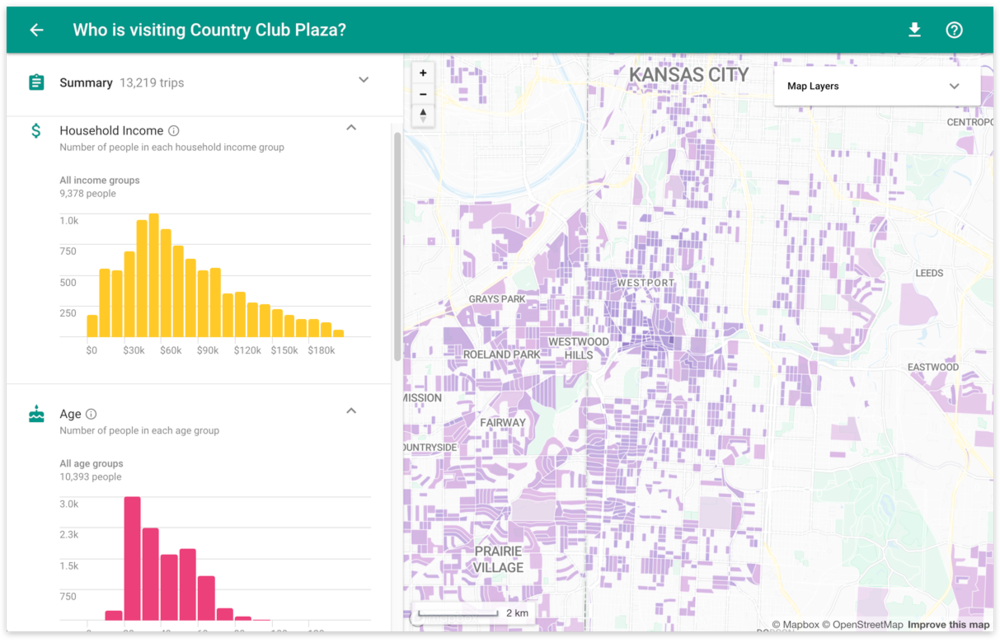 Who is visiting Country Club Plaza?
Summary 13,219 trips
Household Income
Number of people in each household income group
All income groups
9,378 people
1.0k
750
500
250
$0 $30k $60k $90k $120k $150k $180k
Age
Number of people in each age group
All age groups
10,393 people
3.0k
2.3k
1.5k
750
+
−
KANSAS CITY
Map Layers
CENTROPO
WESTPORT
LEEDS
GRAYS PARK
WESTWOOD
HILLS
ROELAND PARK
EASTWOOD
MISSION
FAIRWAY
OUNTRYSIDE
PRAIRIE
VILLAGE
2 km
© Mapbox © OpenStreetMap Improve this map